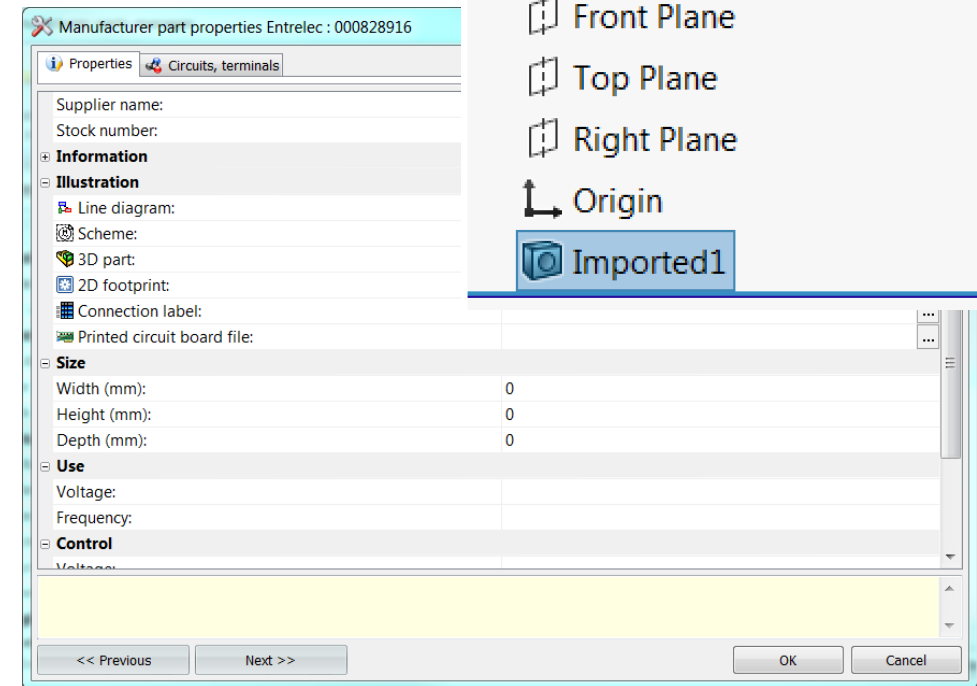 Manufacturer part properties Entrelec : 000828916
Properties
Circuits, terminals
Supplier name:
Stock number:
Information
Illustration
Line diagram:
Scheme:
3D part:
2D footprint:
Connection label:
...
Printed circuit board file:
...
Size
Width (mm): 0
Height (mm): 0
Depth (mm): 0
Use
Voltage:
Frequency:
Control
Voltage:
<< Previous
Next >>
OK
Cancel
Front Plane
Top Plane
Right Plane
Origin
Imported1